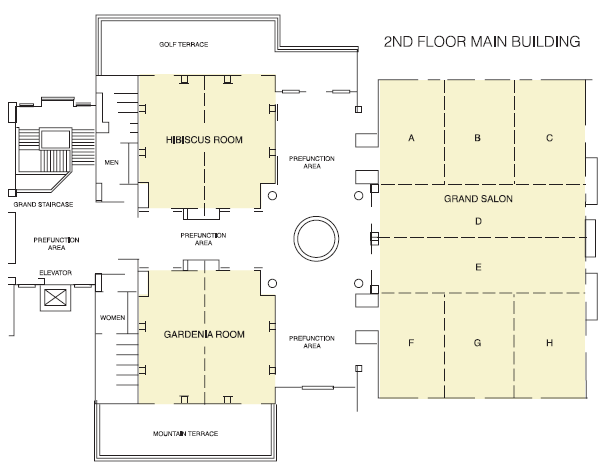 GOLF TERRACE
2ND FLOOR MAIN BUILDING
HIBISCUS ROOM
A
B
C
MEN
PREFUNCTION
AREA
GRAND STAIRCASE
GRAND SALON
D
PREFUNCTION
AREA
PREFUNCTION
AREA
ELEVATOR
E
WOMEN
GARDENIA ROOM
PREFUNCTION
AREA
F
G
H
MOUNTAIN TERRACE